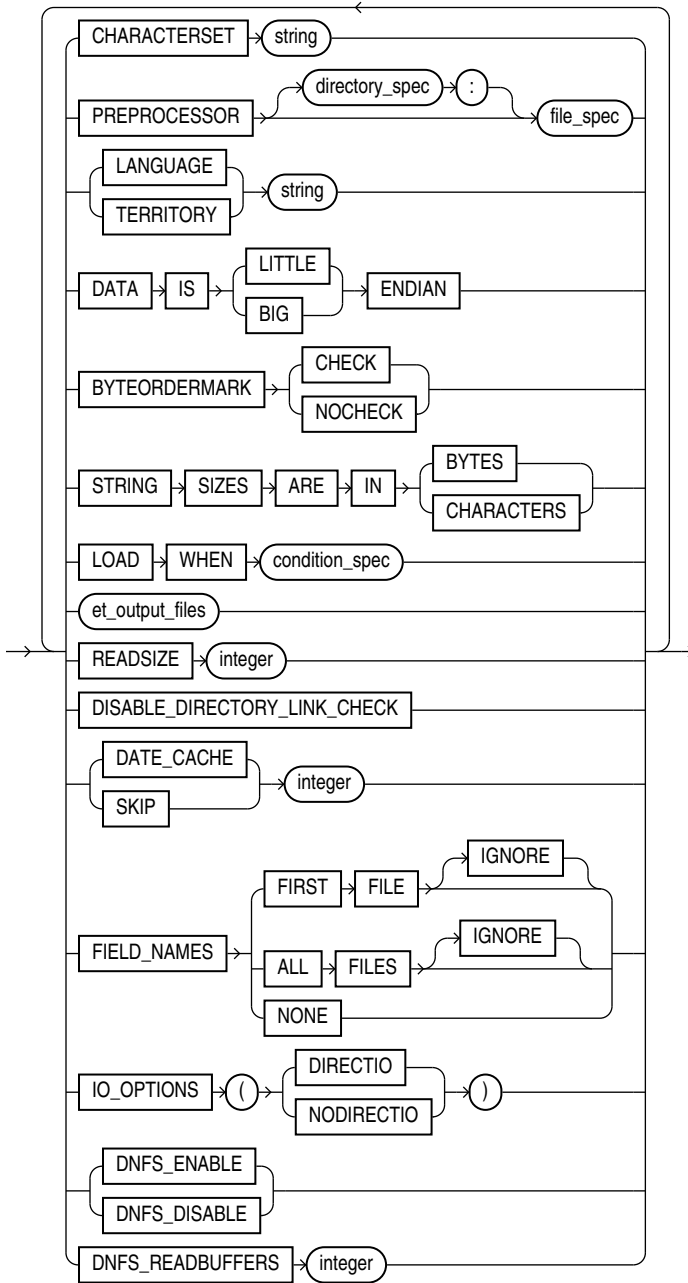 CHARACTERSET string
directory_spec :
PREPROCESSOR file_spec
LANGUAGE
string
TERRITORY
LITTLE
DATA IS ENDIAN
BIG
CHECK
BYTEORDERMARK
NOCHECK
BYTES
STRING SIZES ARE IN
CHARACTERS
LOAD WHEN condition_spec
et_output_files
READSIZE integer
DISABLE_DIRECTORY_LINK_CHECK
DATE_CACHE
integer
SKIP
IGNORE
FIRST FILE
IGNORE
FIELD_NAMES
ALL FILES
NONE
DIRECTIO
IO_OPTIONS ( )
NODIRECTIO
DNFS_ENABLE
DNFS_DISABLE
DNFS_READBUFFERS integer